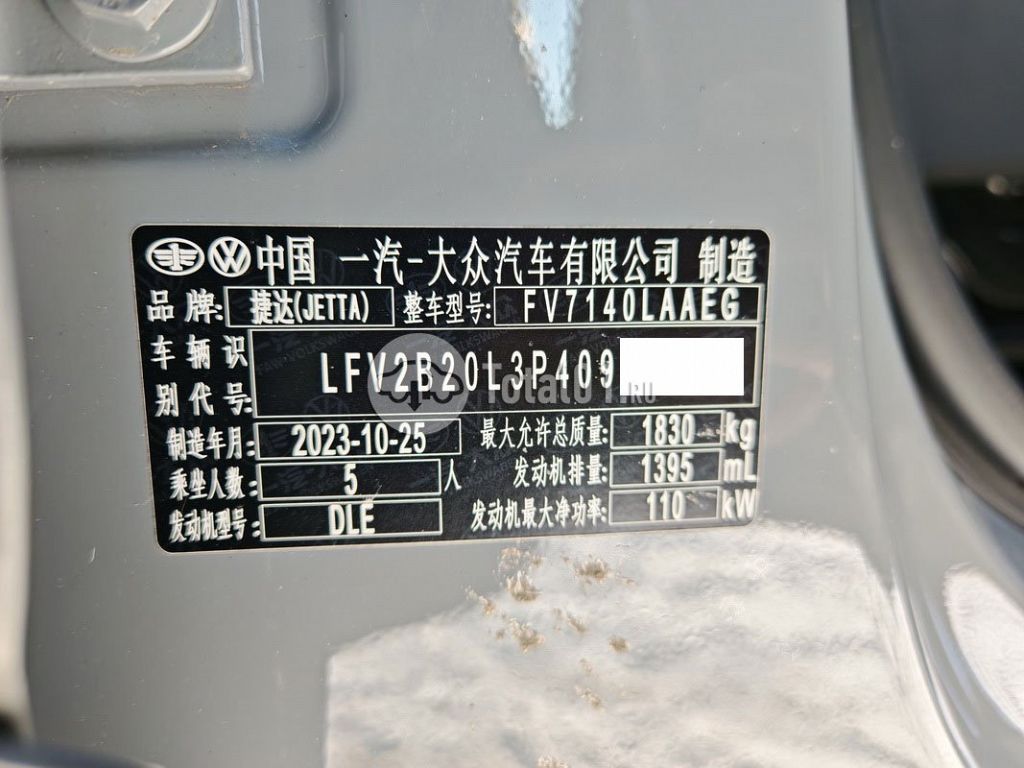 中国 一汽-大众汽车有限公司 制造
品牌: 捷达(JETTA) 整车型号: FV7140LAAEG
车辆识别代号: LFV2B20L3P409
Totalo1.RU
制造年月: 2023-10-25 最大允许总质量: 1830 kg
乘坐人数: 5 人 发动机排量: 1395 mL
发动机型号: DLE 发动机最大净功率: 110 kW